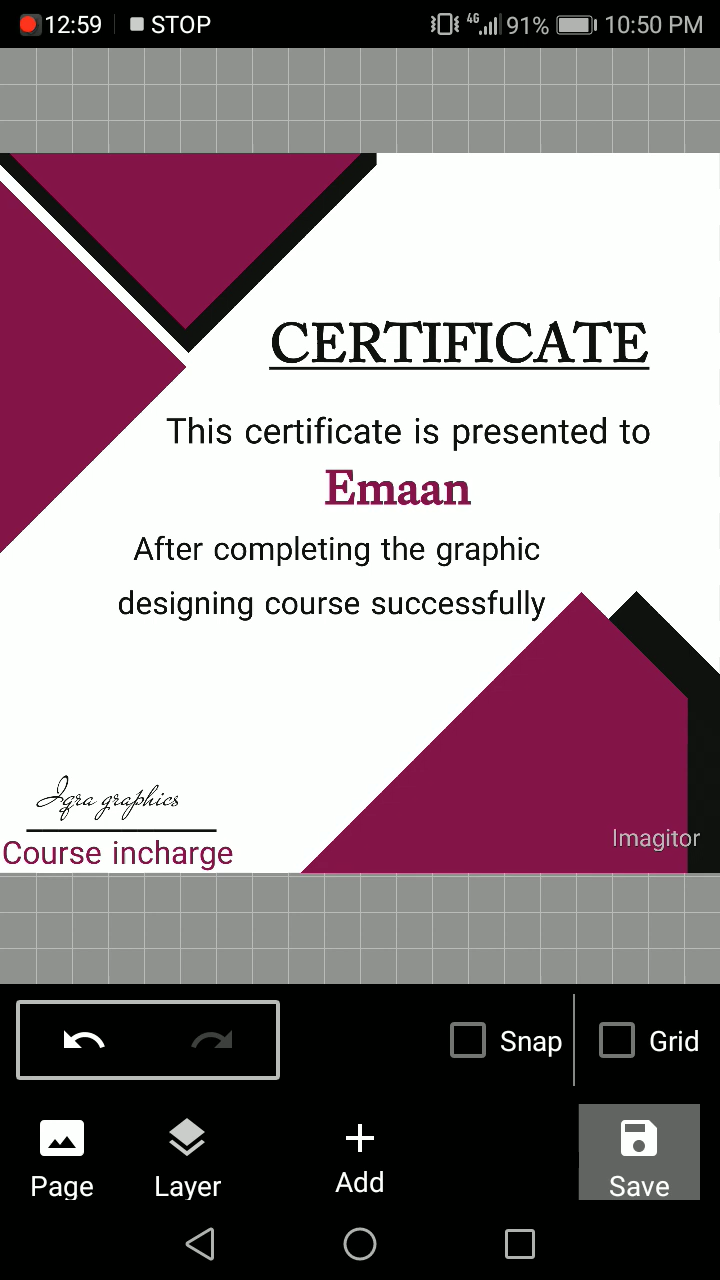 12:59 STOP 4G 91% 10:50 PM
CERTIFICATE
This certificate is presented to
Emaan
After completing the graphic
designing course successfully
Iqra graphics
Course incharge
Imagitor
Snap Grid
Page Layer Add Save